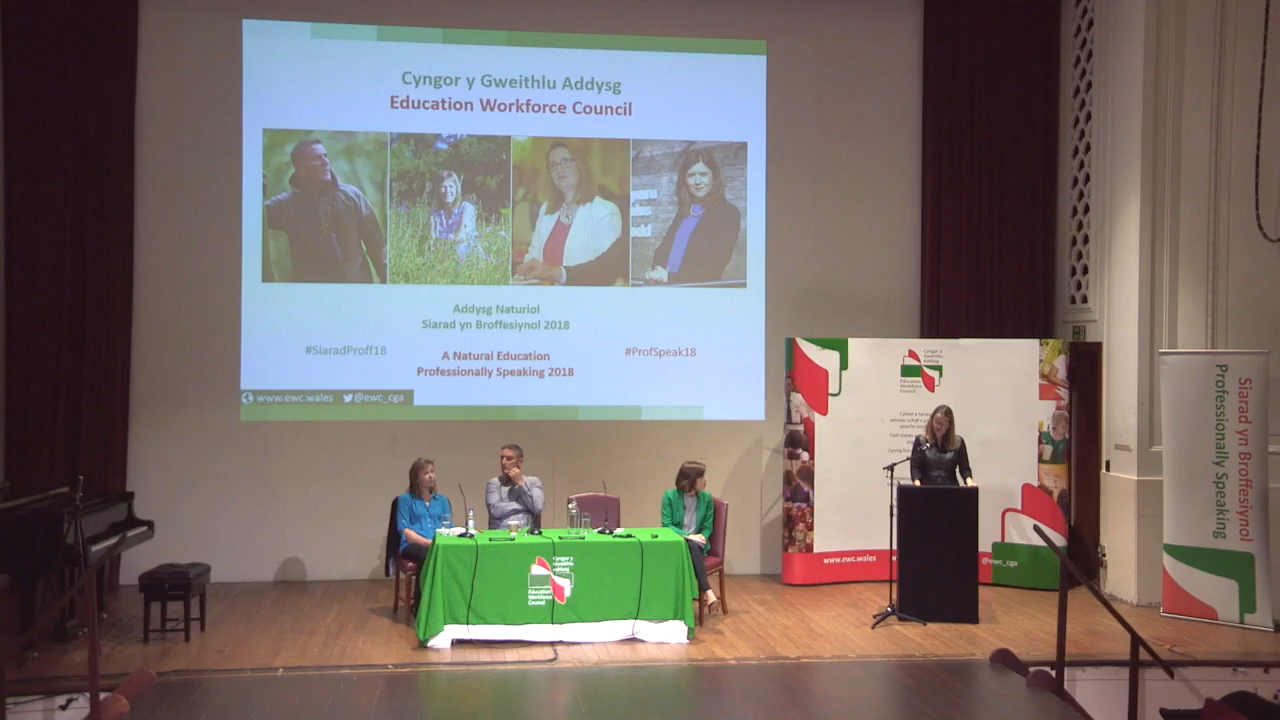 Cyngor y Gweithlu Addysg
Education Workforce Council
Addysg Naturiol
Siarad yn Broffesiynol 2018
#SiaradProff18
#ProfSpeak18
A Natural Education
Professionally Speaking 2018
www.ewc.wales
@ewc_cga
Cyngor y
Gweithlu
Addysg
Education
Workforce
Council
Cyngor y
Gweithlu
Addysg
Education
Workforce
Council
www.ewc.wales
@ewc_cga
Siarad yn Broffesiynol
Professionally Speaking